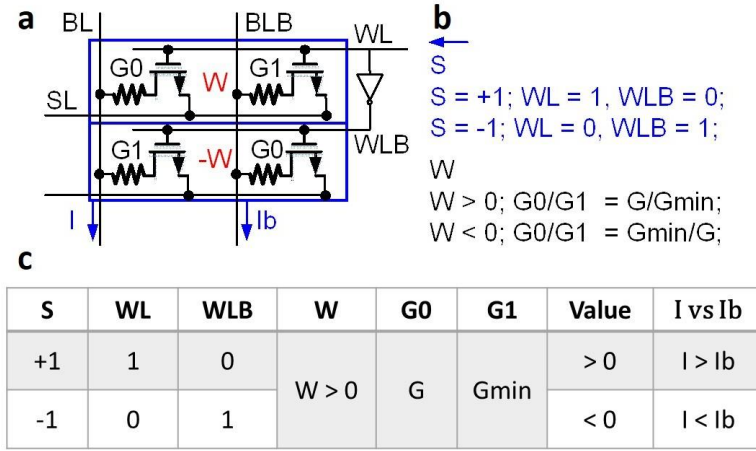 a
BL
BLB
WL
G0
W
G1
SL
G1
-W
G0
WLB
I
Ib
b
S
S = +1; WL = 1, WLB = 0;
S = -1; WL = 0, WLB = 1;
W
W > 0; G0/G1 = G/Gmin;
W < 0; G0/G1 = Gmin/G;
c
S WL WLB W G0 G1 Value I vs Ib
+1 1 0 W > 0 G Gmin > 0 I > Ib
-1 0 1 < 0 I < Ib